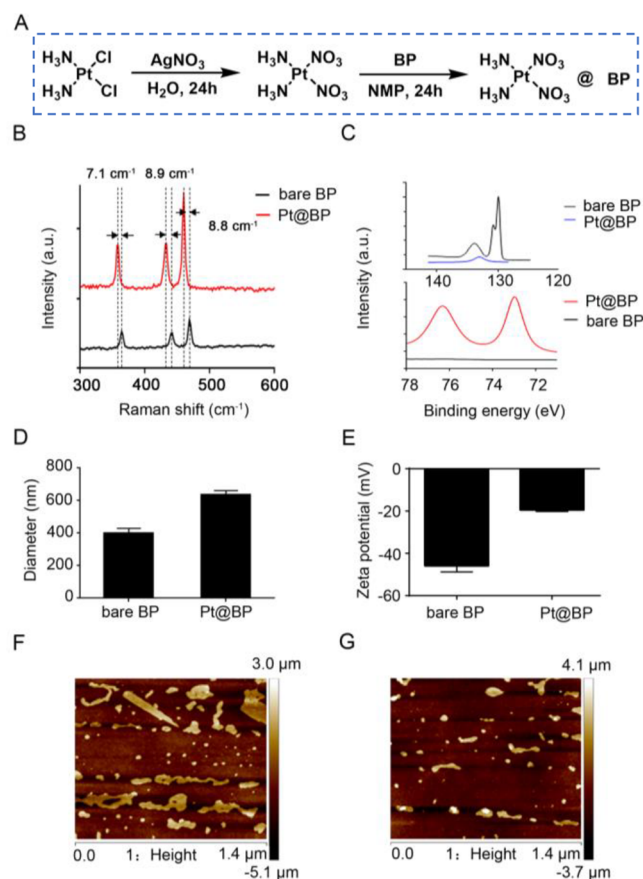 A
H₃N Cl
Pt
H₃N Cl
AgNO₃
H₂O, 24h
H₃N NO₃
Pt
H₃N NO₃
BP
NMP, 24h
H₃N NO₃
Pt @ BP
H₃N NO₃
B
7.1 cm⁻¹ 8.9 cm⁻¹
8.8 cm⁻¹
bare BP
Pt@BP
Intensity (a.u.)
300 400 500 600
Raman shift (cm⁻¹)
C
bare BP
Pt@BP
140 130 120
Pt@BP
bare BP
Intensity (a.u.)
78 76 74 72
Binding energy (eV)
D
Diameter (nm)
800
600
400
200
0
bare BP Pt@BP
E
Zeta potential (mV)
0
-20
-40
-60
bare BP Pt@BP
F
3.0 µm
0.0 1: Height 1.4 µm
-5.1 µm
G
4.1 µm
0.0 1: Height 1.4 µm
-3.7 µm